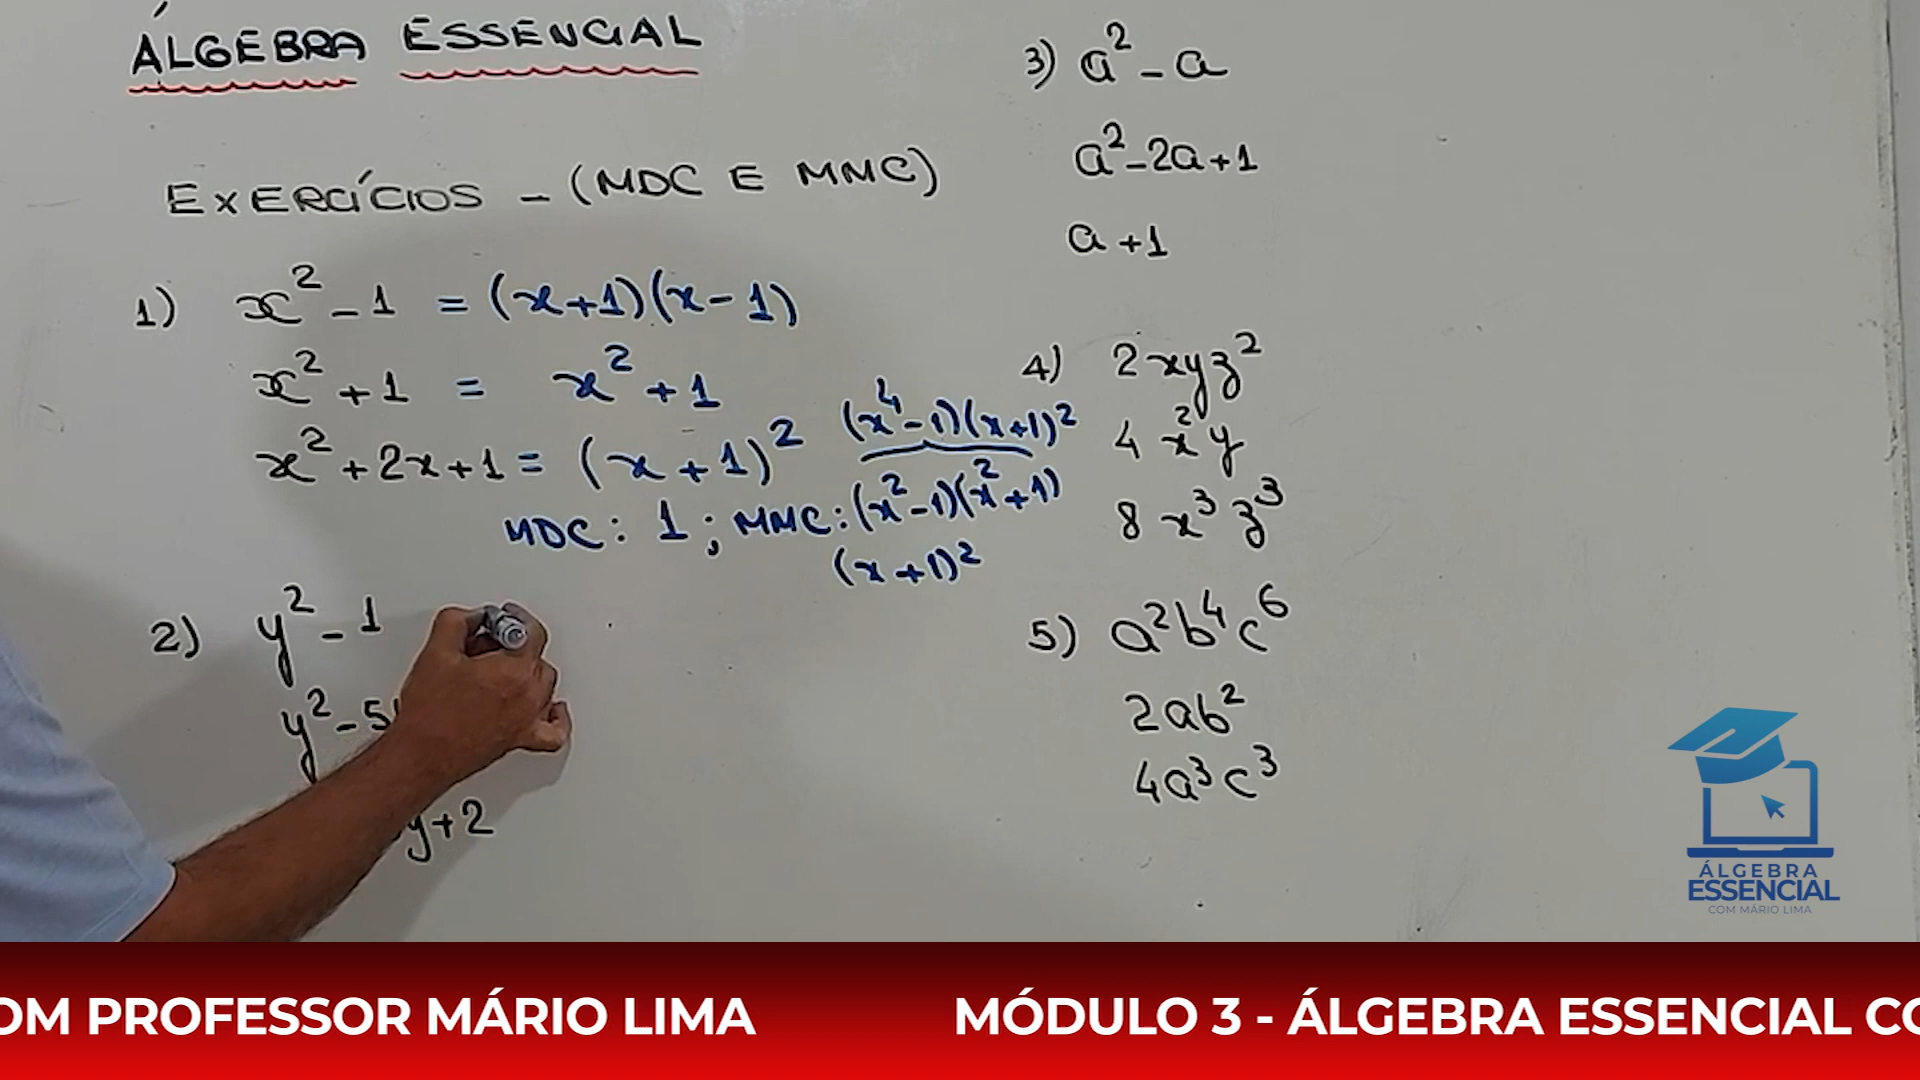 ÁLGEBRA ESSENCIAL
EXERCÍCIOS - (MDC E MMC)
1) x² - 1 = (x+1)(x-1)
x² + 1 = x² + 1
x² + 2x + 1 = (x+1)²
(x⁴-1)(x+1)²
MDC: 1 ; MMC: (x²-1)(x²+1)
(x+1)²
2) y² - 1
y² - 5
y+2
3) a² - a
a² - 2a + 1
a + 1
4) 2xyz²
4x²y
8x³z³
5) a²b⁴c⁶
2ab²
4a³c³
ÁLGEBRA
ESSENCIAL
COM MÁRIO LIMA
OM PROFESSOR MÁRIO LIMA MÓDULO 3 - ÁLGEBRA ESSENCIAL CO